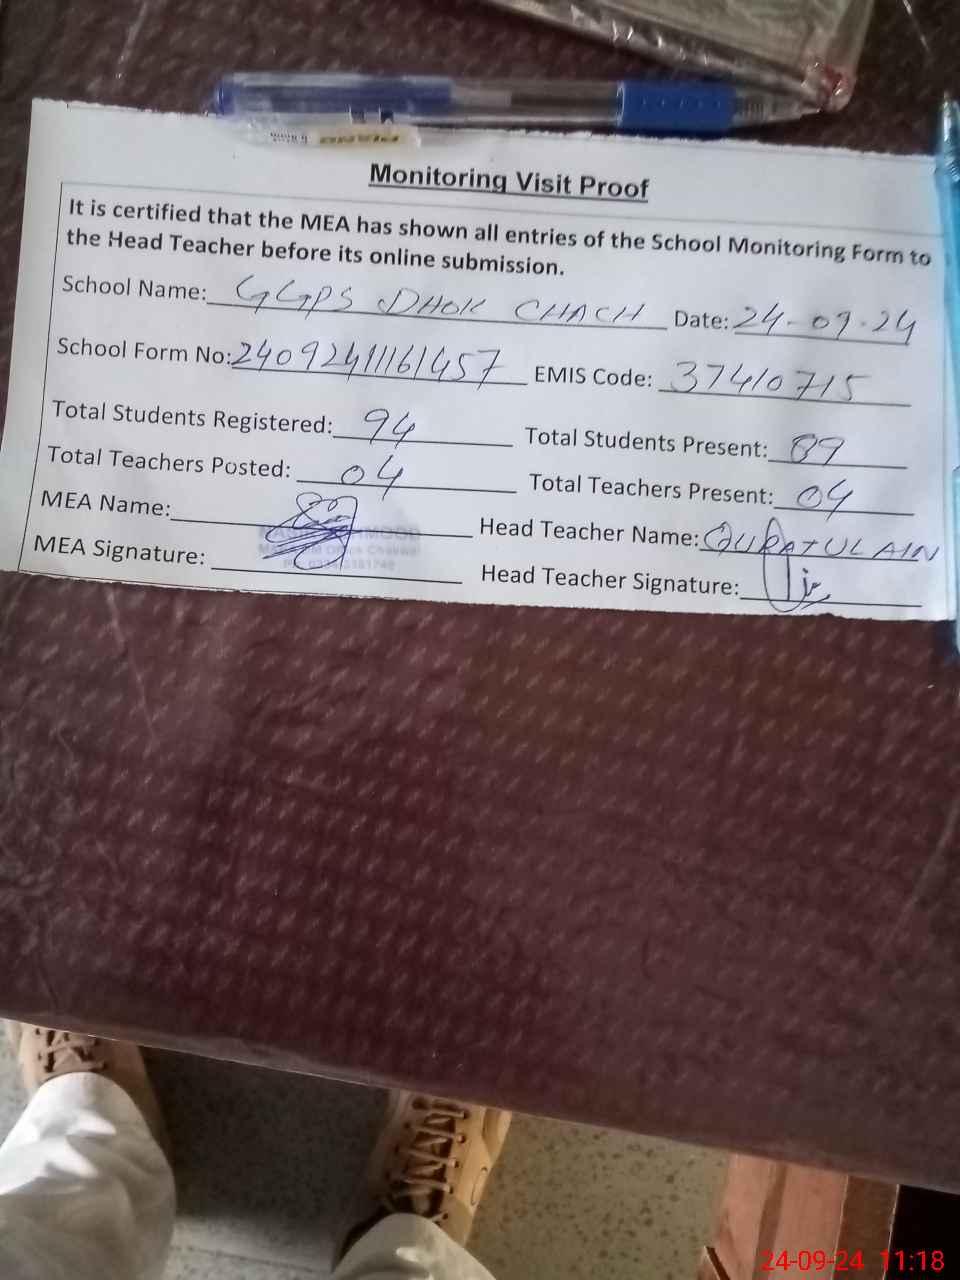 Monitoring Visit Proof
It is certified that the MEA has shown all entries of the School Monitoring Form to
the Head Teacher before its online submission.
School Name: GGPS DHOK CHACH Date: 24-09-24
School Form No: 24092411161457 EMIS Code: 37410715
Total Students Registered: 94 Total Students Present: 89
Total Teachers Posted: 04 Total Teachers Present: 04
MEA Name: Head Teacher Name: QURATULAIN
MEA Signature: Head Teacher Signature:
24-09-24 11:18